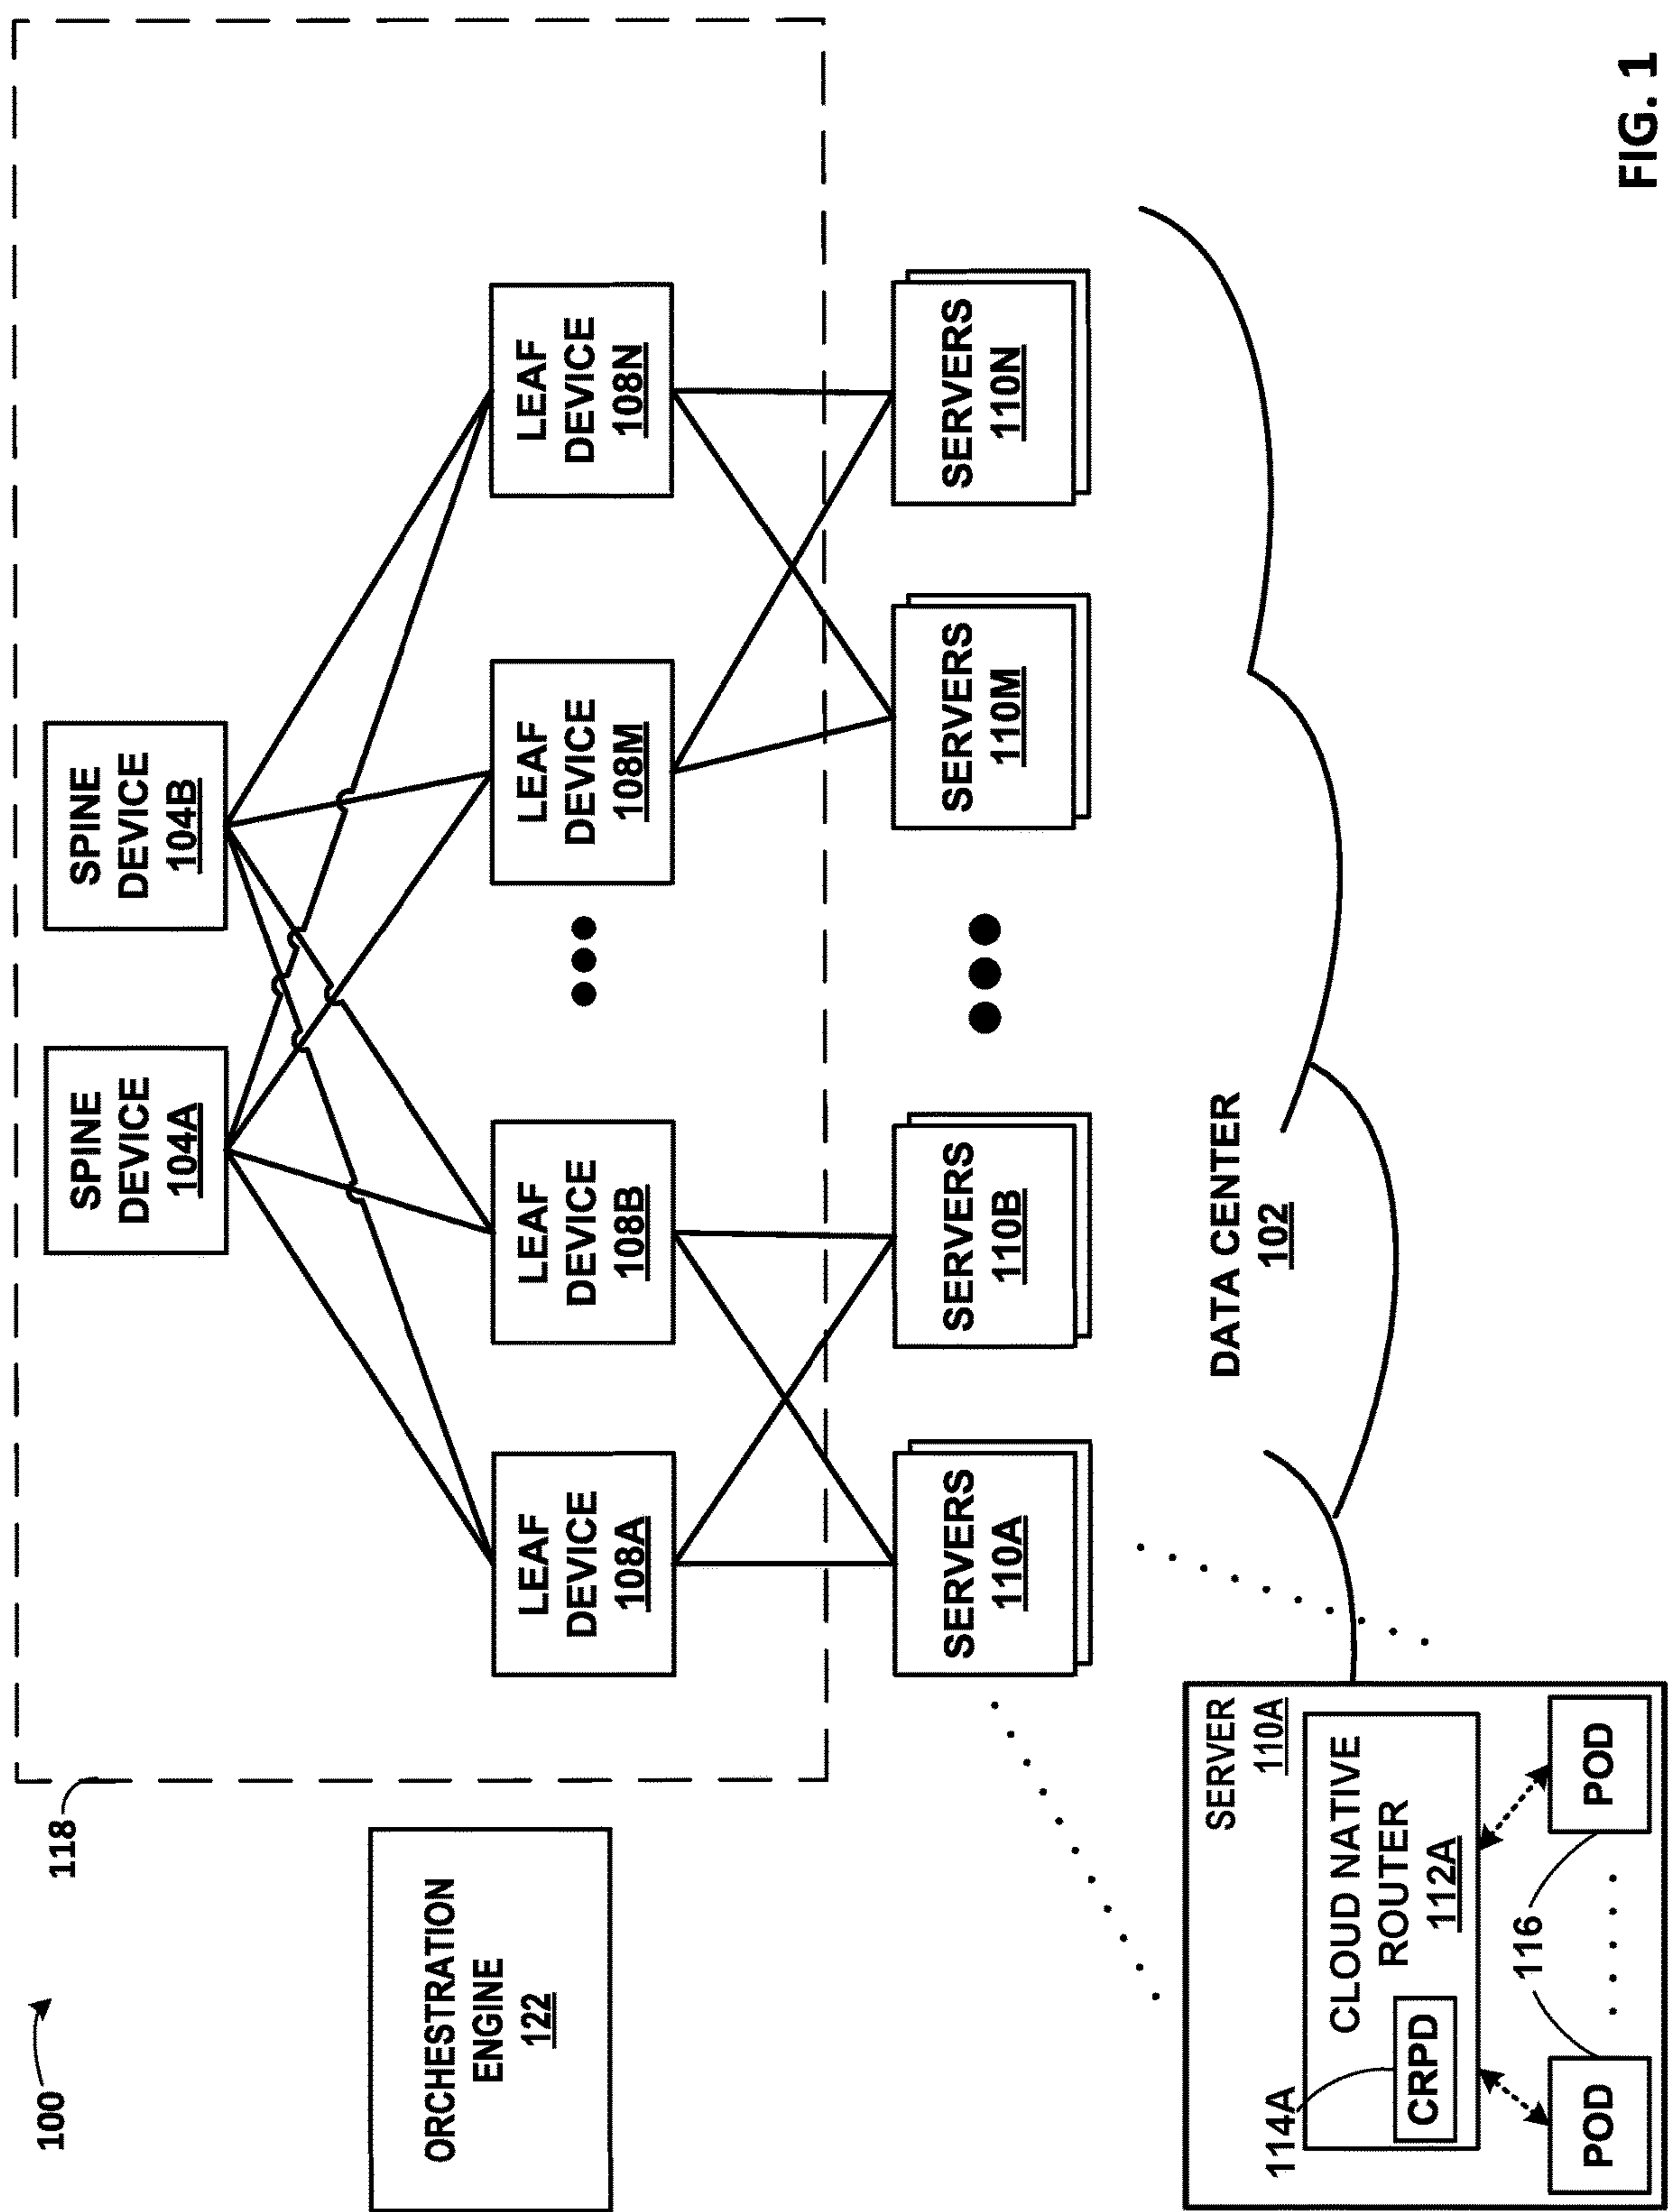 100
118
SPINE
DEVICE
104A
SPINE
DEVICE
104B
ORCHESTRATION
ENGINE
122
LEAF
DEVICE
108A
LEAF
DEVICE
108B
LEAF
DEVICE
108M
LEAF
DEVICE
108N
SERVERS
110A
SERVERS
110B
SERVERS
110M
SERVERS
110N
DATA CENTER
102
SERVER
110A
114A
CLOUD NATIVE
ROUTER
112A
CRPD
116
POD
POD
FIG. 1